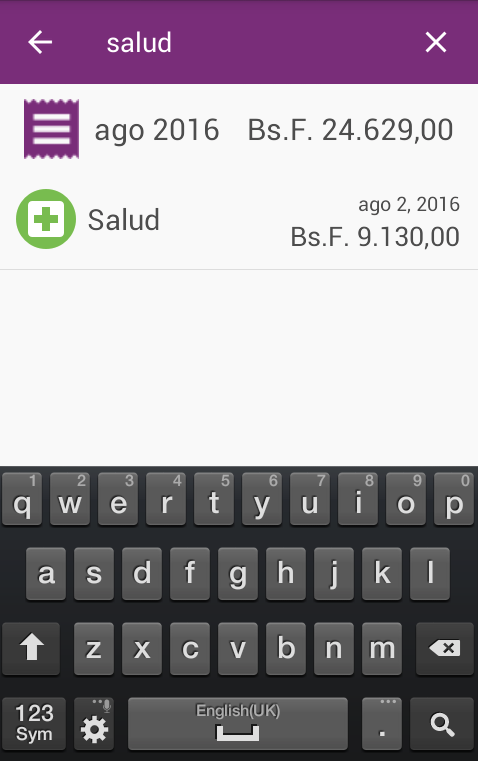 salud
ago 2016 Bs.F. 24.629,00
ago 2, 2016
Salud
Bs.F. 9.130,00
1 2 3 4 5 6 7 8 9 0
q w e r t y u i o p
a s d f g h j k l
z x c v b n m
123
Sym
English(UK)
.